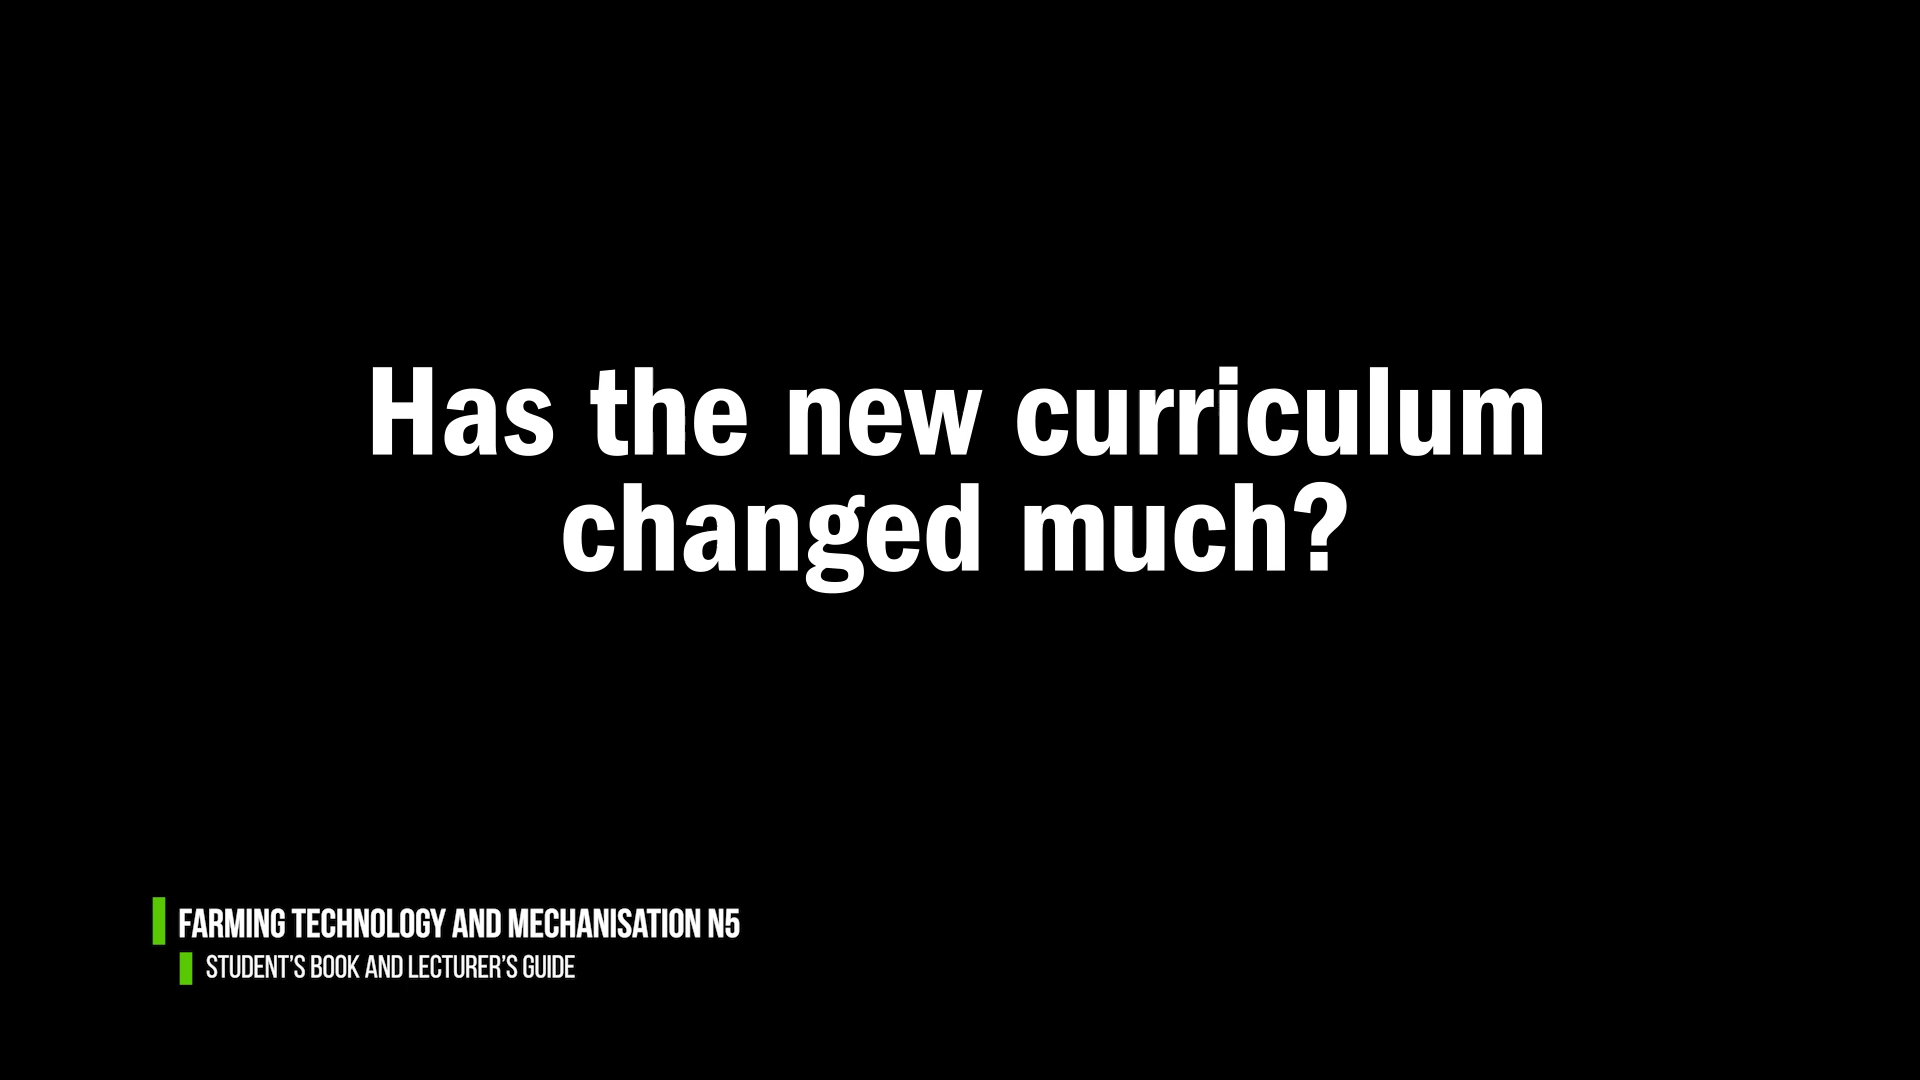 Has the new curriculum
changed much?
FARMING TECHNOLOGY AND MECHANISATION N5
STUDENT’S BOOK AND LECTURER’S GUIDE